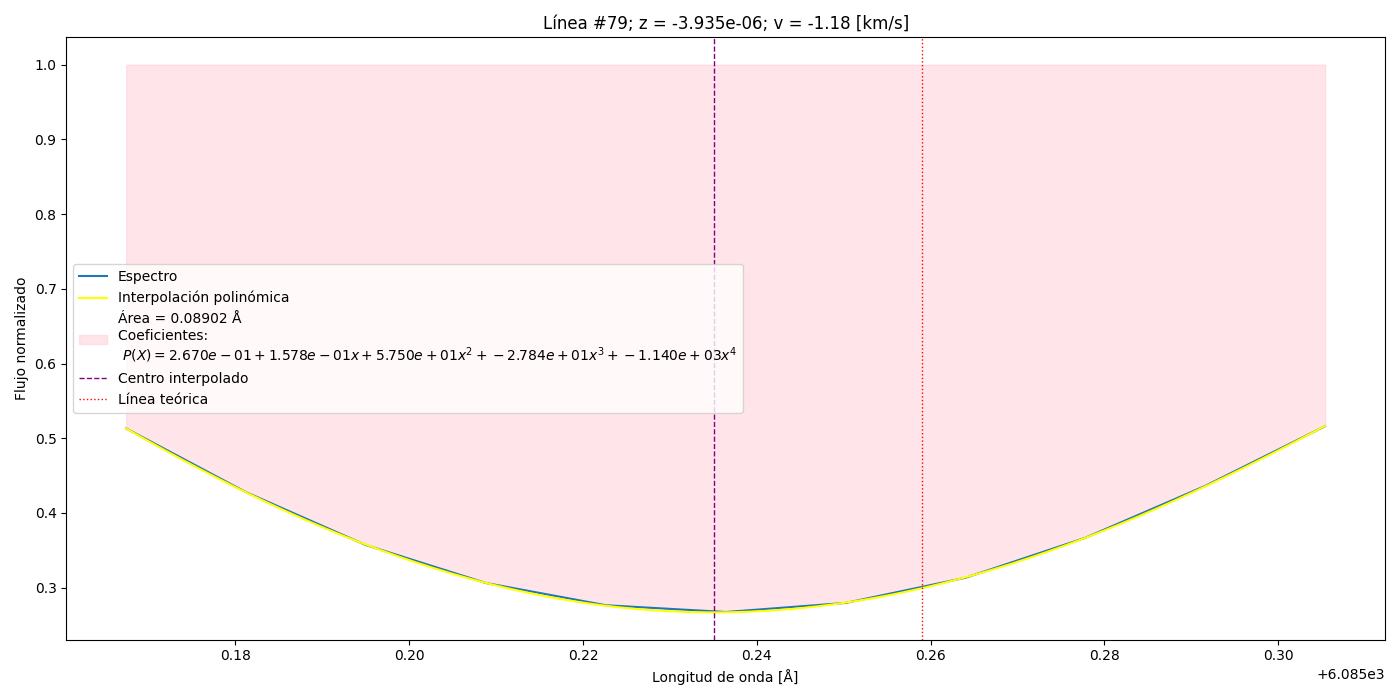 Línea #79; z = -3.935e-06; v = -1.18 [km/s]
Flujo normalizado
1.0
0.9
0.8
0.7
0.6
0.5
0.4
0.3
Espectro
Interpolación polinómica
Área = 0.08902 Å
Coeficientes:
P(X) = 2.670e − 01 + 1.578e − 01x + 5.750e + 01x² + −2.784e + 01x³ + −1.140e + 03x⁴
Centro interpolado
Línea teórica
0.18 0.20 0.22 0.24 0.26 0.28 0.30
+6.085e3
Longitud de onda [Å]